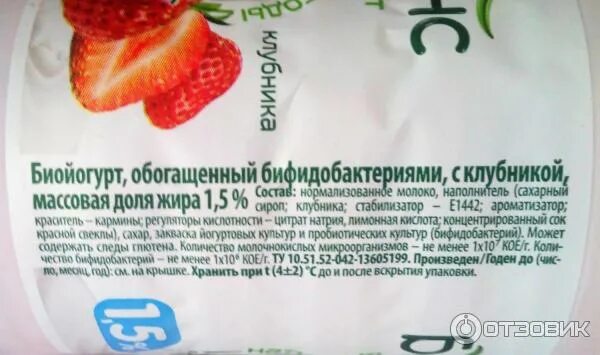 клубника
Биойогурт, обогащенный бифидобактериями, с клубникой,
массовая доля жира 1,5 % Состав: нормализованное молоко, наполнитель (сахарный
сироп; клубника; стабилизатор – Е1442; ароматизатор;
краситель – кармины; регуляторы кислотности – цитрат натрия, лимонная кислота; концентрированный сок
красной свеклы), сахар, закваска йогуртовых культур и пробиотических культур (бифидобактерий). Может
содержать следы глютена. Количество молочнокислых микроорганизмов – не менее 1х10⁷ КОЕ/г. Коли-
чество бифидобактерий – не менее 1х10⁶ КОЕ/г. ТУ 10.51.52-042-13605199. Произведен/Годен до (чис-
ло, месяц, год): см. на крышке. Хранить при t (4±2) °С до и после вскрытия упаковки.
1,5%
ОТЗОВИК